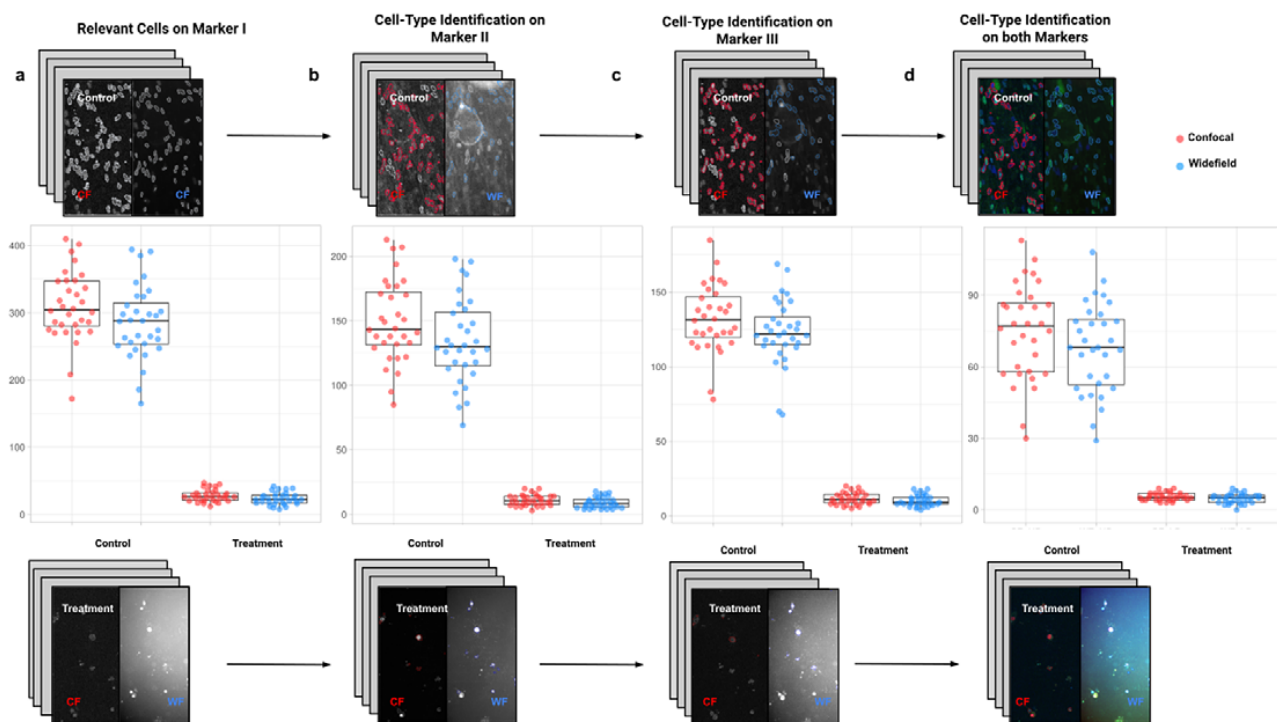 Relevant Cells on Marker I
Cell-Type Identification on
Marker II
Cell-Type Identification on
Marker III
Cell-Type Identification
on both Markers
a
b
c
d
Control
CF
CF
Control
CF
WF
Control
CF
WF
Control
CF
WF
Confocal
Widefield
400
300
200
100
0
200
150
100
50
0
150
100
50
0
90
60
30
0
Control
Treatment
Control
Treatment
Control
Treatment
Control
Treatment
Treatment
CF
WF
Treatment
CF
WF
Treatment
CF
WF
Treatment
CF
WF